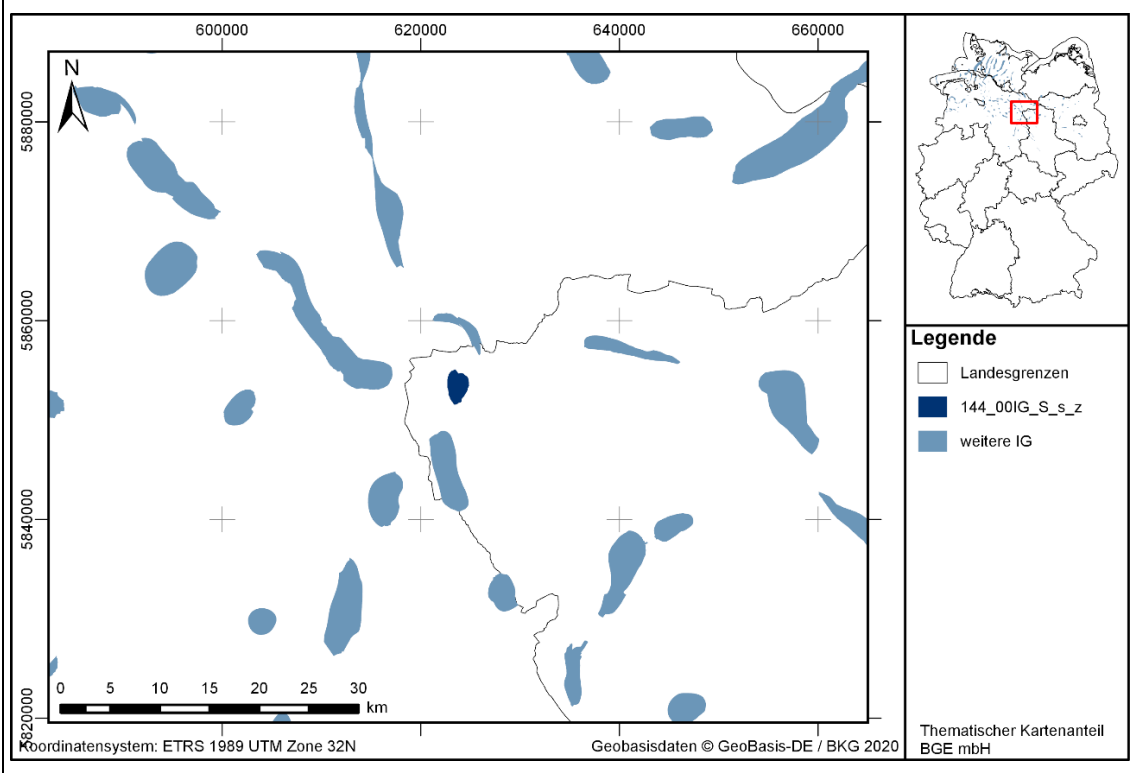 600000
620000
640000
660000
N
5880000
5860000
5840000
5820000
0 5 10 15 20 25 30
km
Koordinatensystem: ETRS 1989 UTM Zone 32N
Geobasisdaten © GeoBasis-DE / BKG 2020
Legende
Landesgrenzen
144_00IG_S_s_z
weitere IG
Thematischer Kartenanteil
BGE mbH